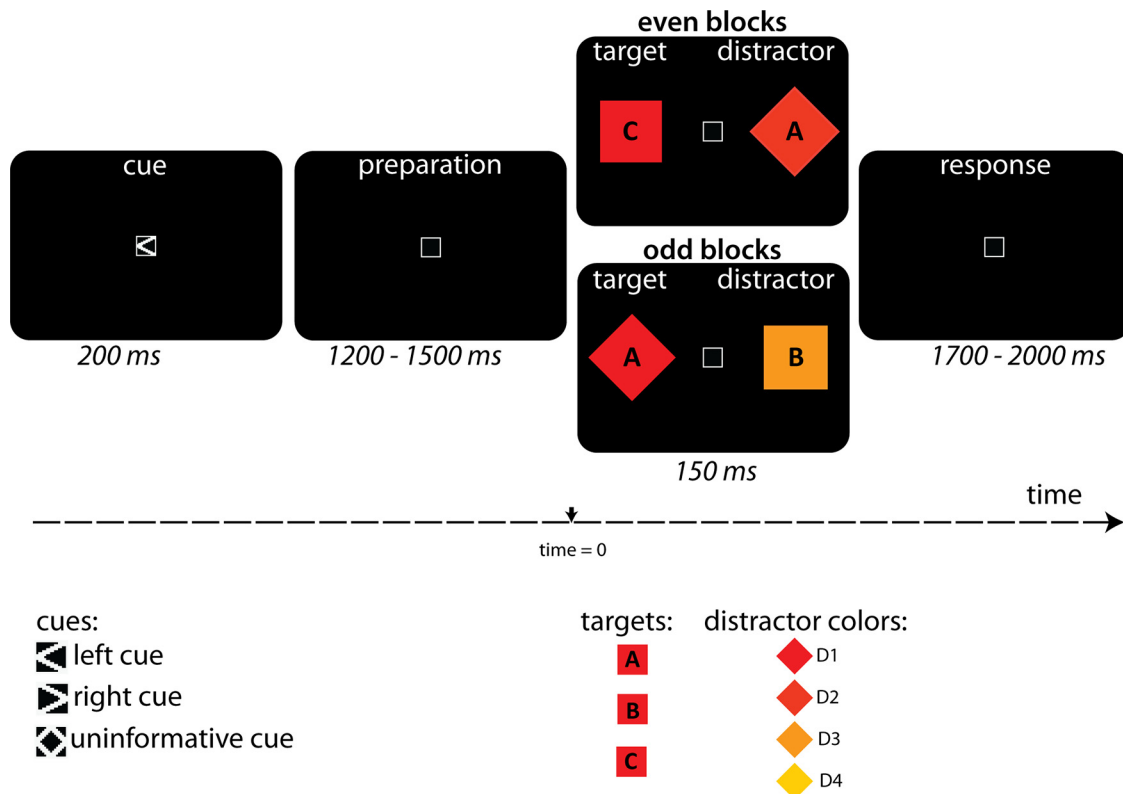 even blocks
target distractor
C A
cue
preparation
response
odd blocks
target distractor
A B
200 ms
1200 - 1500 ms
1700 - 2000 ms
150 ms
time
time = 0
cues:
left cue
right cue
uninformative cue
targets:
A
B
C
distractor colors:
D1
D2
D3
D4